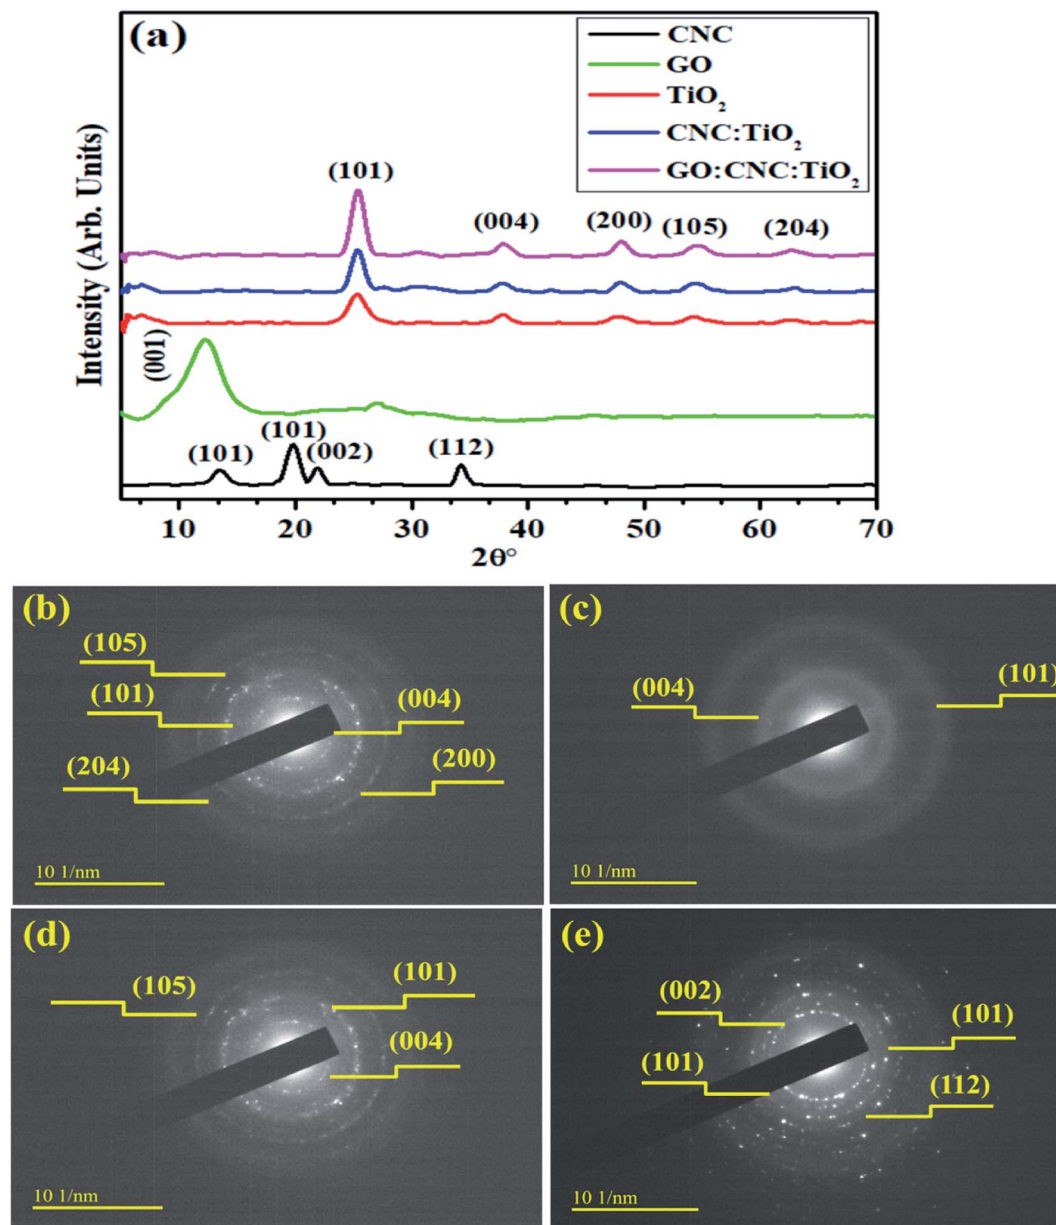 (a)
CNC
GO
TiO₂
CNC:TiO₂
GO:CNC:TiO₂
Intensity (Arb. Units)
(101)
(004)
(200)
(105)
(204)
(001)
(101)
(101)
(002)
(112)
10 20 30 40 50 60 70
2θ°
(b)
(105)
(101)
(004)
(204)
(200)
10 1/nm
(c)
(004)
(101)
10 1/nm
(d)
(105)
(101)
(004)
10 1/nm
(e)
(002)
(101)
(101)
(112)
10 1/nm